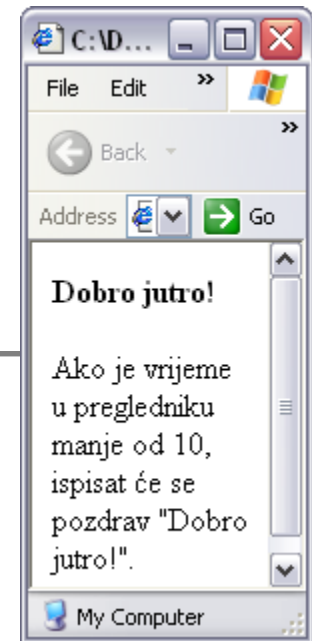 C:\D...
File Edit »
Back »
Address Go
Dobro jutro!
Ako je vrijeme
u pregledniku
manje od 10,
ispisat će se
pozdrav "Dobro
jutro!".
My Computer